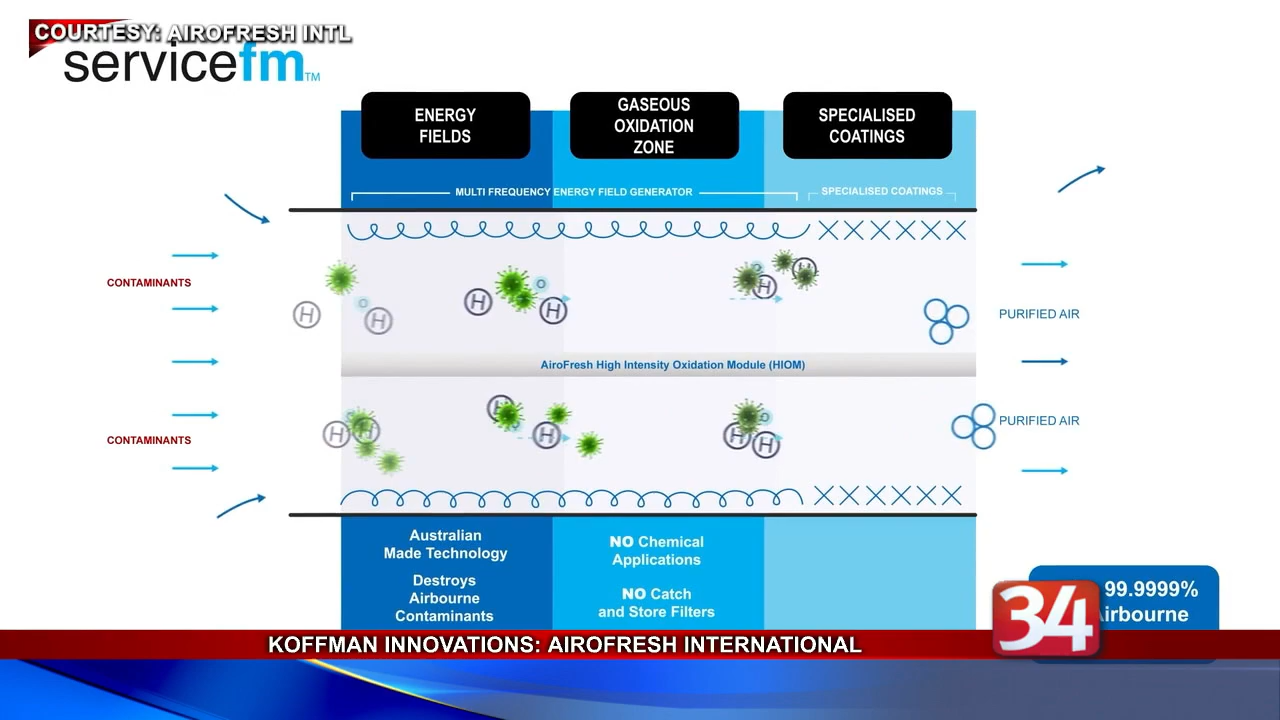 COURTESY: AIROFRESH INTL
servicefm TM
ENERGY
FIELDS
GASEOUS
OXIDATION
ZONE
SPECIALISED
COATINGS
MULTI FREQUENCY ENERGY FIELD GENERATOR
SPECIALISED COATINGS
CONTAMINANTS
O
H
H
H
O
H
O
H
H
PURIFIED AIR
AiroFresh High Intensity Oxidation Module (HIOM)
CONTAMINANTS
O
H
H
H
H
O
H
H
PURIFIED AIR
Australian
Made Technology
Destroys
Airbourne
Contaminants
NO Chemical
Applications
NO Catch
and Store Filters
99.9999%
Airbourne
34
KOFFMAN INNOVATIONS: AIROFRESH INTERNATIONAL